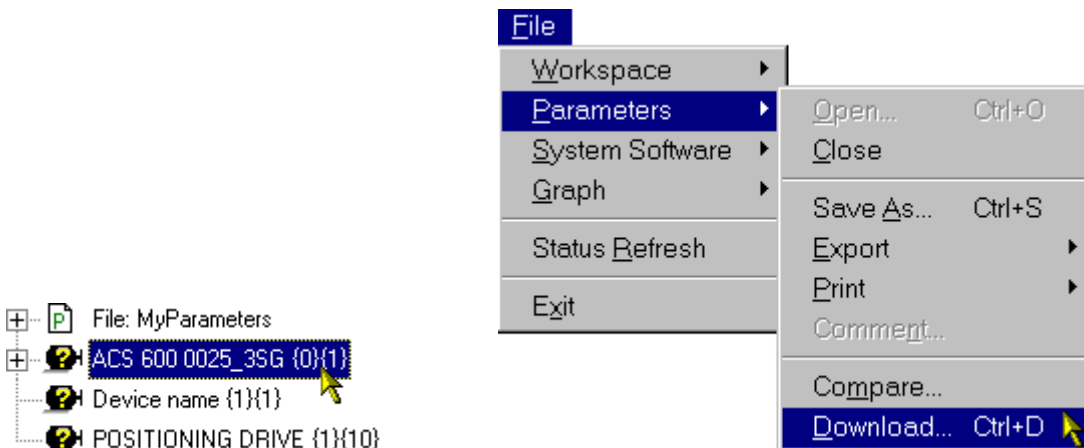 File
Workspace
Parameters
System Software
Graph
Status Refresh
Exit
Open... Ctrl+O
Close
Save As... Ctrl+S
Export
Print
Comment...
Compare...
Download... Ctrl+D
File: MyParameters
ACS 600 0025_3SG {0}{1}
Device name {1}{1}
POSITIONING DRIVE {1}{10}